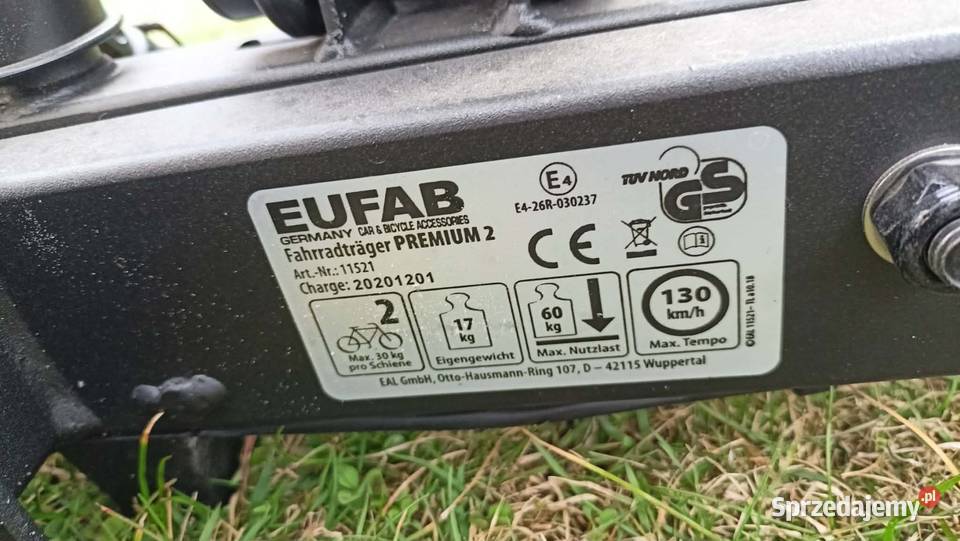 EUFAB
GERMANY CAR & BICYCLE ACCESSORIES
Fahrradträger PREMIUM 2
Art.-Nr.: 11521
Charge: 20201201
E4
E4-26R-030237
TÜV NORD
GS
CE
2
Max. 30 kg
pro Schiene
17
kg
Eigengewicht
60
kg
Max. Nutzlast
130
km/h
Max. Tempo
EAL GmbH, Otto-Hausmann-Ring 107, D – 42115 Wuppertal
Sprzedajemy.pl